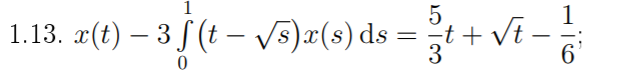 1.13. x(t) − 3 ∫₀¹ (t − √s)x(s) ds = 5/3 t + √t − 1/6;